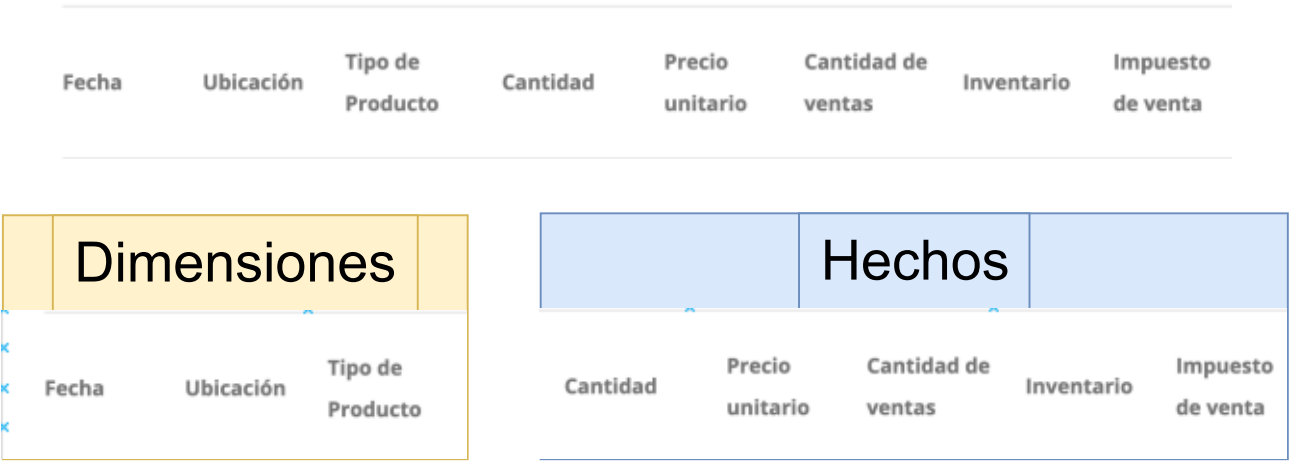 Fecha
Ubicación
Tipo de
Producto
Cantidad
Precio
unitario
Cantidad de
ventas
Inventario
Impuesto
de venta
Dimensiones
Fecha
Ubicación
Tipo de
Producto
Hechos
Cantidad
Precio
unitario
Cantidad de
ventas
Inventario
Impuesto
de venta